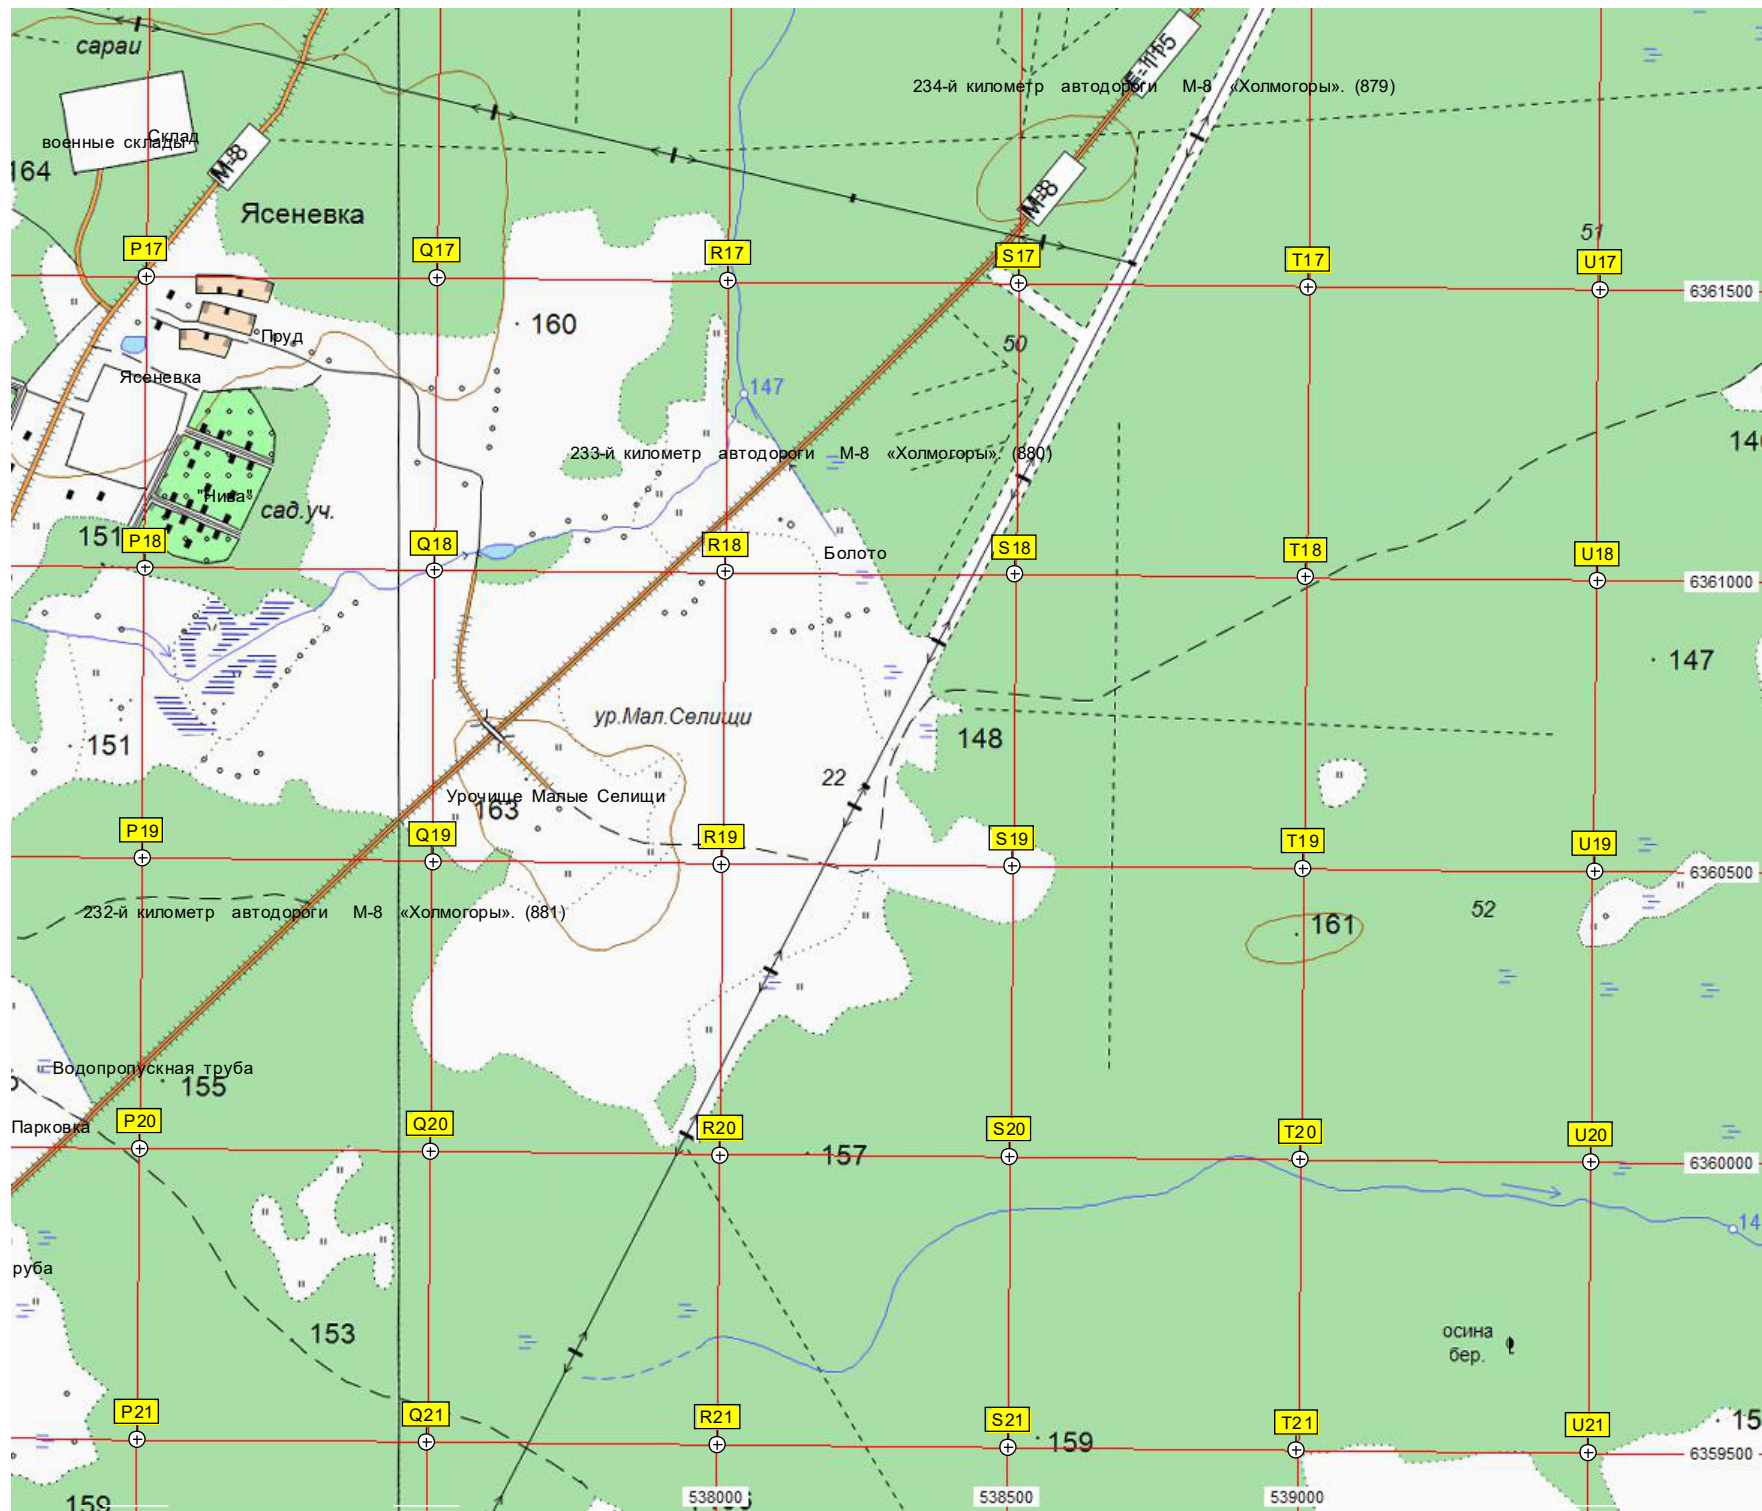 сараи
E-115
234-й километр автодороги М-8 «Холмогоры». (879)
Склад
военные склады
164
М-8
М-8
Ясеневка
51
P17
Q17
R17
S17
T17
U17
6361500
160
Пруд
50
Ясеневка
147
233-й километр автодороги М-8 «Холмогоры». (880)
"Нива"
сад.уч.
151
P18
Q18
R18
Болото
S18
T18
U18
6361000
147
ур.Мал.Селищи
151
148
22
Урочище Малые Селищи
163
P19
Q19
R19
S19
T19
U19
6360500
232-й километр автодороги М-8 «Холмогоры». (881)
52
161
Водопропускная труба
155
Парковка
P20
Q20
R20
S20
T20
U20
157
6360000
14
руба
153
осина
бер.
P21
Q21
R21
S21
T21
U21
15
159
6359500
159
538000
538500
539000